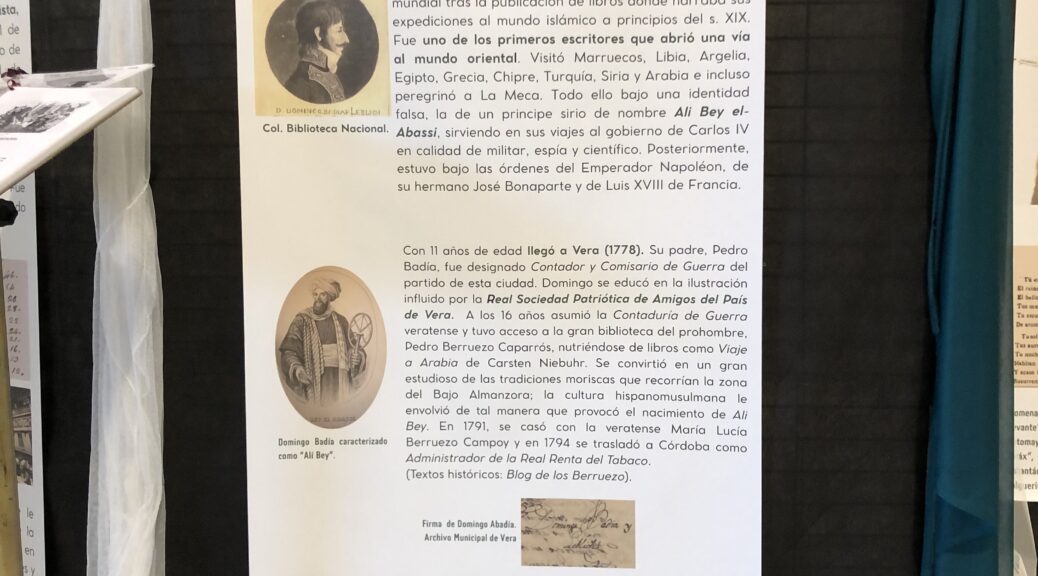 mundial tras la publicación de libros donde narraba sus
expediciones al mundo islámico a principios del s. XIX.
Fue uno de los primeros escritores que abrió una vía
al mundo oriental. Visitó Marruecos, Libia, Argelia,
Egipto, Grecia, Chipre, Turquía, Siria y Arabia e incluso
peregrinó a La Meca. Todo ello bajo una identidad
falsa, la de un principe sirio de nombre Ali Bey el-
Abassi, sirviendo en sus viajes al gobierno de Carlos IV
en calidad de militar, espía y científico. Posteriormente,
estuvo bajo las órdenes del Emperador Napoléon, de
su hermano José Bonaparte y de Luis XVIII de Francia.
Col. Biblioteca Nacional.
Con 11 años de edad llegó a Vera (1778). Su padre, Pedro
Badía, fue designado Contador y Comisario de Guerra del
partido de esta ciudad. Domingo se educó en la ilustración
influido por la Real Sociedad Patriótica de Amigos del País
de Vera. A los 16 años asumió la Contaduría de Guerra
veratense y tuvo acceso a la gran biblioteca del prohombre,
Pedro Berruezo Caparrós, nutriéndose de libros como Viaje
a Arabia de Carsten Niebuhr. Se convirtió en un gran
estudioso de las tradiciones moriscas que recorrían la zona
del Bajo Almanzora; la cultura hispanomusulmana le
envolvió de tal manera que provocó el nacimiento de Ali
Bey. En 1791, se casó con la veratense María Lucía
Berruezo Campoy y en 1794 se trasladó a Córdoba como
Administrador de la Real Renta del Tabaco.
(Textos históricos: Blog de los Berruezo).
Domingo Badía caracterizado
como "Alí Bey".
Firma de Domingo Abadía.
Archivo Municipal de Vera